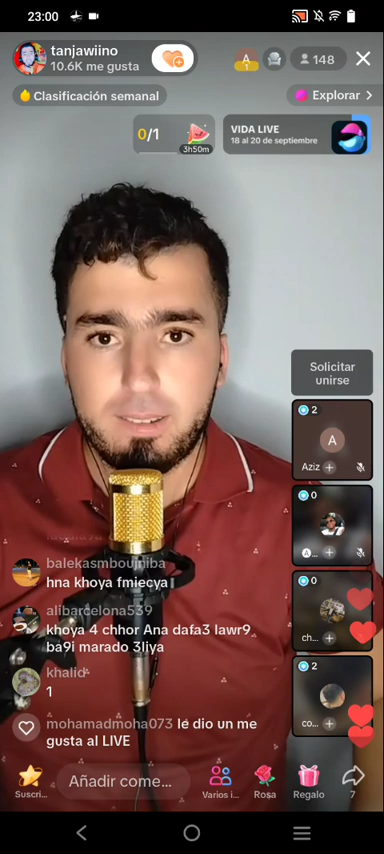 23:00
tanjawiino
10.6K me gusta
A
1
148
Clasificación semanal
Explorar >
0/1
3h50m
VIDA LIVE
18 al 20 de septiembre
Solicitar
unirse
2
A
Aziz
0
A...
0
ch...
2
co...
balekasmboujniba
hna khoya fmiecya
alibarcelona539
khoya 4 chhor Ana dafa3 lawr9
ba9i marado 3liya
khalid
1
mohamadmoha073 le dio un me
gusta al LIVE
Añadir come...
Suscri...
Varios i...
Rosa
Regalo
7